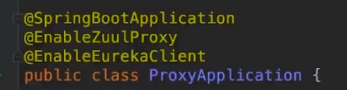 @SpringBootApplication
@EnableZuulProxy
@EnableEurekaClient
public class ProxyApplication {